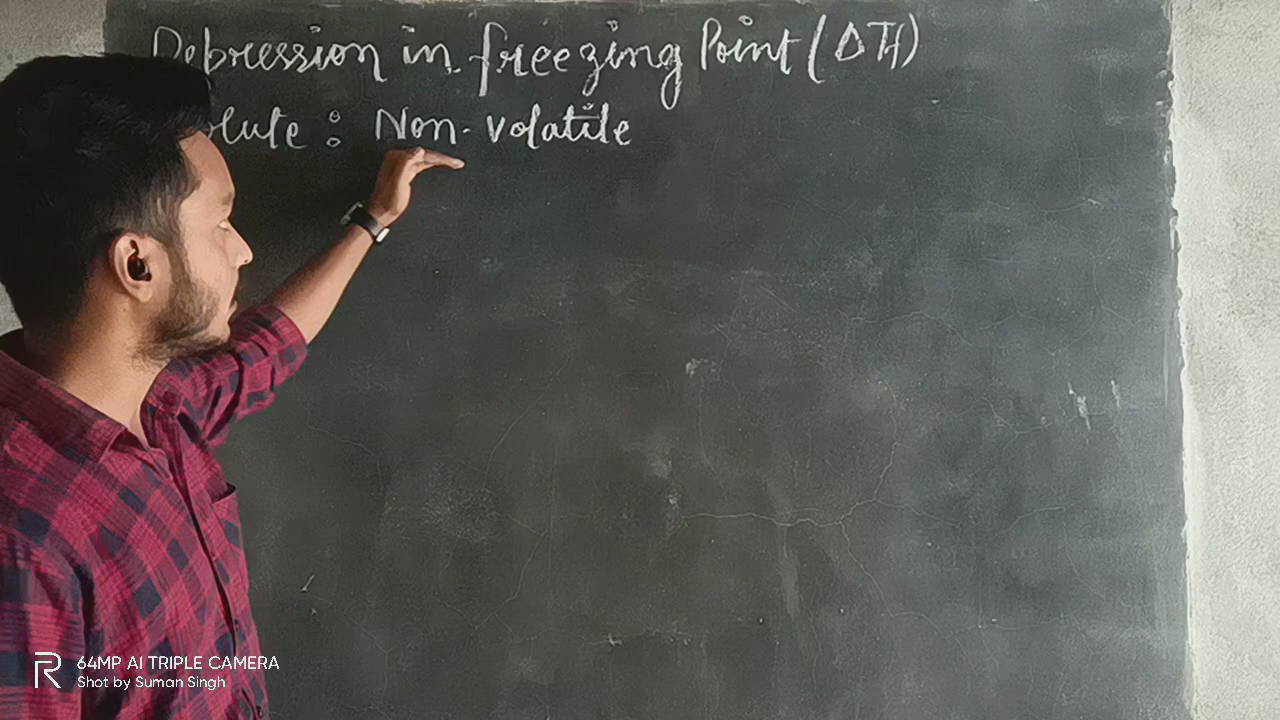 Depression in freezing Point (ΔTf)
olute : Non-volatile
R 64MP AI TRIPLE CAMERA
Shot by Suman Singh